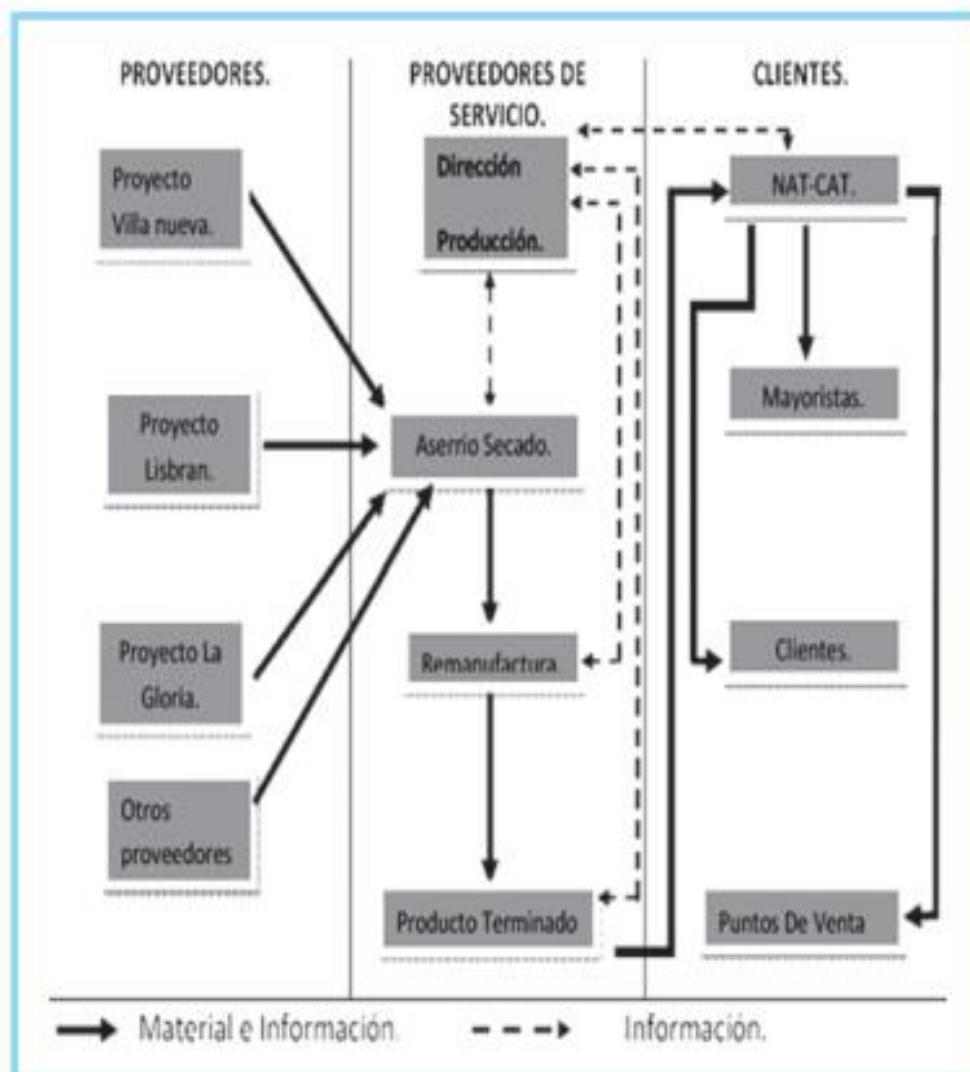 PROVEEDORES.
PROVEEDORES DE
SERVICIO.
CLIENTES.
Proyecto
Villa nueva.
Proyecto
Lisbran.
Proyecto La
Gloria.
Otros
proveedores
Dirección
Producción.
Aserrio Secado.
Remanufactura.
Producto Terminado
NAT-CAT.
Mayoristas.
Clientes.
Puntos De Venta
Material e Información.
Información.